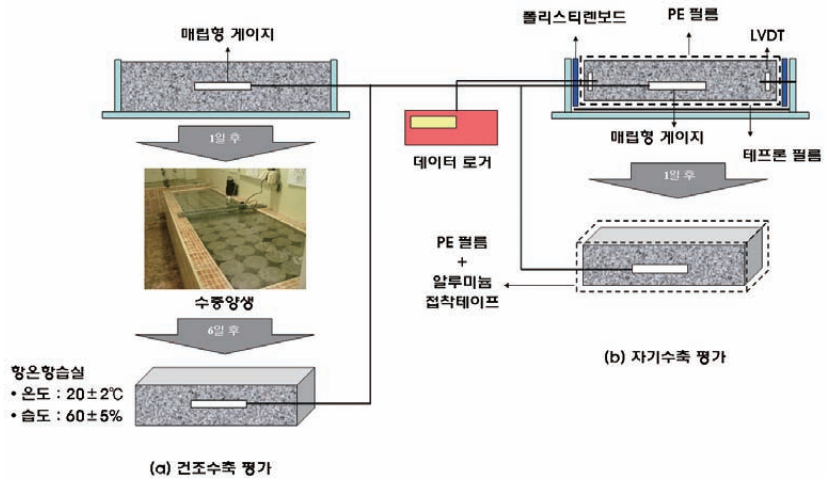 매립형 게이지
1일 후
수중양생
6일 후
항온항습실
• 온도 : 20±2℃
• 습도 : 60±5%
(a) 건조수축 평가
데이터 로거
폴리스티렌보드
PE 필름
LVDT
매립형 게이지
테프론 필름
1일 후
PE 필름
+
알루미늄
접착테이프
(b) 자기수축 평가